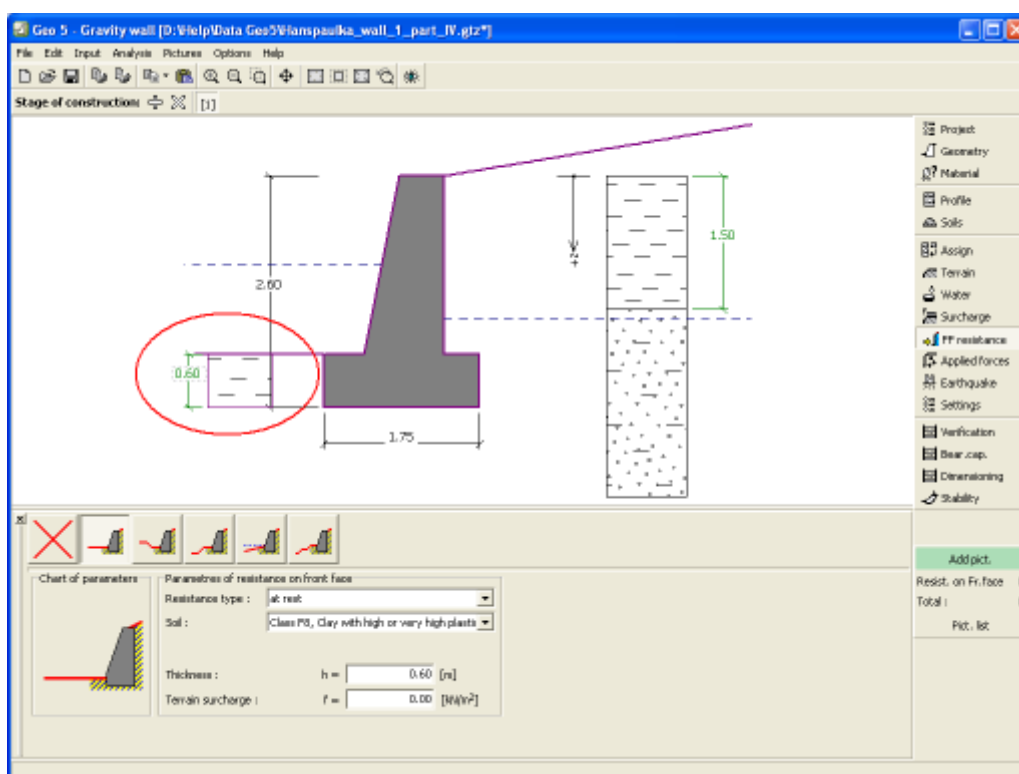 Geo 5 - Gravity wall [D:\Help\Data Geo5\Hanspaulka_wall_1_part_IV.gtz*]
File Edit Input Analysis Pictures Options Help
Stage of construction: [1]
2.60
0.60
1.75
+z
1.50
Project
Geometry
Material
Profile
Soils
Assign
Terrain
Water
Surcharge
FF resistance
Applied forces
Earthquake
Settings
Verification
Bear.cap.
Dimensioning
Stability
Chart of parameters
Parametres of resistance on front face
Resistance type : at rest
Soil : Class F8, Clay with high or very high plasti
Thickness : h = 0.60 [m]
Terrain surcharge : f = 0.00 [kN/m²]
Add pict.
Resist. on Fr. face
Total :
Pict. list